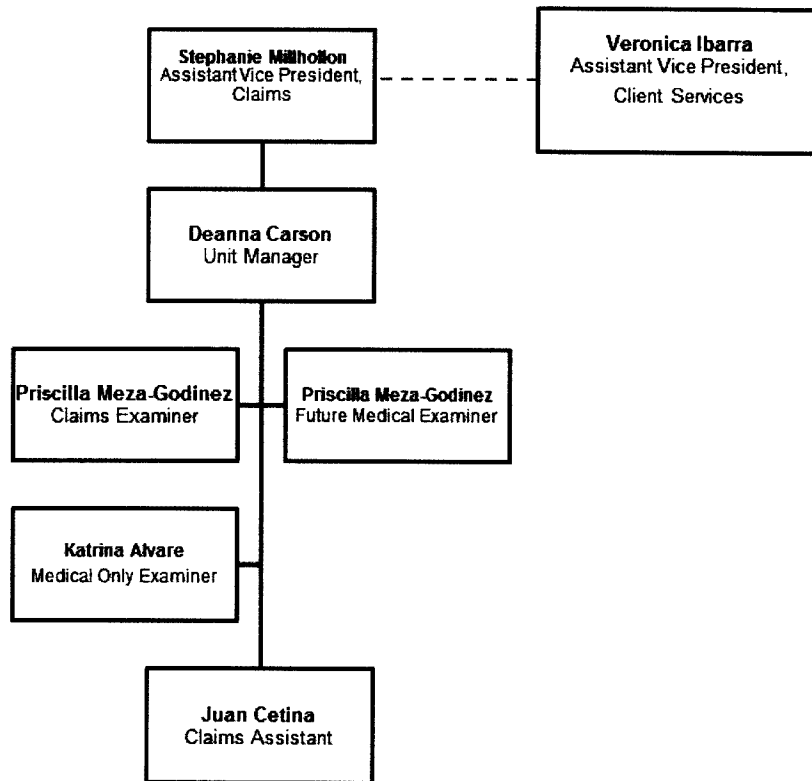 Stephanie Millhollon
Assistant Vice President,
Claims
Veronica Ibarra
Assistant Vice President,
Client Services
Deanna Carson
Unit Manager
Priscilla Meza-Godinez
Claims Examiner
Priscilla Meza-Godinez
Future Medical Examiner
Katrina Alvare
Medical Only Examiner
Juan Cetina
Claims Assistant